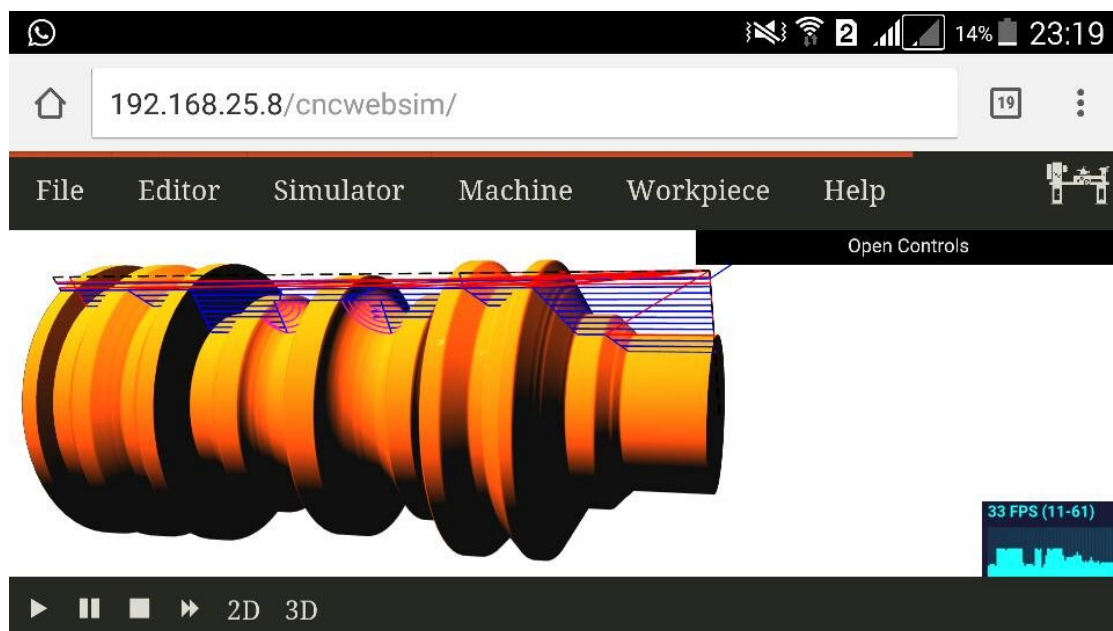 2 14% 23:19
192.168.25.8/cncwebsim/ 19
File Editor Simulator Machine Workpiece Help
Open Controls
33 FPS (11-61)
2D 3D